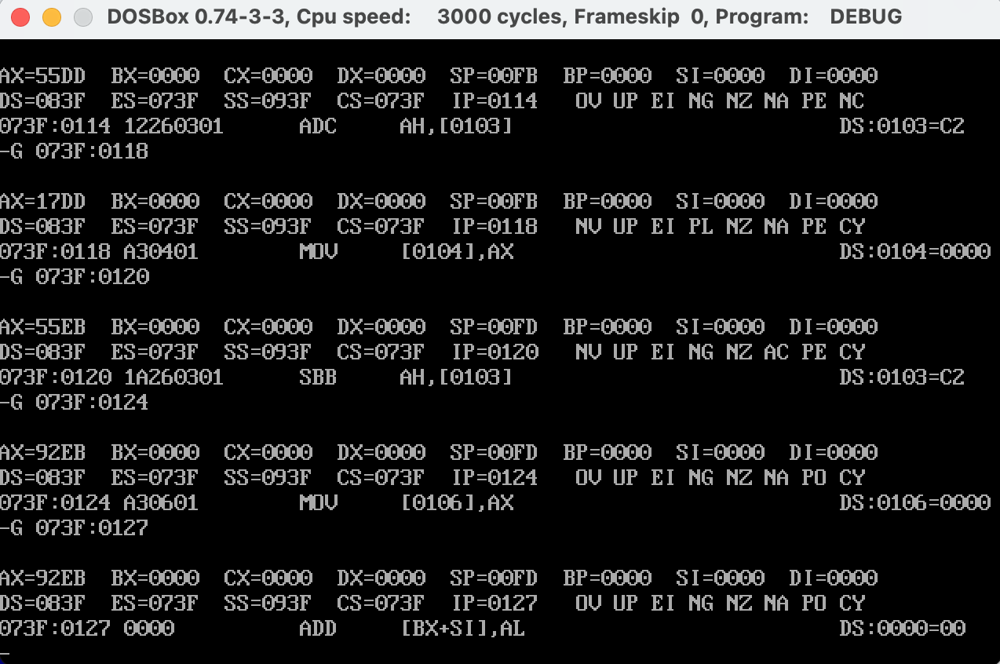 DOSBox 0.74-3-3, Cpu speed: 3000 cycles, Frameskip 0, Program: DEBUG
AX=55DD BX=0000 CX=0000 DX=0000 SP=00FB BP=0000 SI=0000 DI=0000
DS=083F ES=073F SS=093F CS=073F IP=0114 OV UP EI NG NZ NA PE NC
073F:0114 12260301 ADC AH,[0103] DS:0103=C2
-G 073F:0118
AX=17DD BX=0000 CX=0000 DX=0000 SP=00FB BP=0000 SI=0000 DI=0000
DS=083F ES=073F SS=093F CS=073F IP=0118 NV UP EI PL NZ NA PE CY
073F:0118 A30401 MOV [0104],AX DS:0104=0000
-G 073F:0120
AX=55EB BX=0000 CX=0000 DX=0000 SP=00FD BP=0000 SI=0000 DI=0000
DS=083F ES=073F SS=093F CS=073F IP=0120 NV UP EI NG NZ AC PE CY
073F:0120 1A260301 SBB AH,[0103] DS:0103=C2
-G 073F:0124
AX=92EB BX=0000 CX=0000 DX=0000 SP=00FD BP=0000 SI=0000 DI=0000
DS=083F ES=073F SS=093F CS=073F IP=0124 OV UP EI NG NZ NA PO CY
073F:0124 A30601 MOV [0106],AX DS:0106=0000
-G 073F:0127
AX=92EB BX=0000 CX=0000 DX=0000 SP=00FD BP=0000 SI=0000 DI=0000
DS=083F ES=073F SS=093F CS=073F IP=0127 OV UP EI NG NZ NA PO CY
073F:0127 0000 ADD [BX+SI],AL DS:0000=00
-